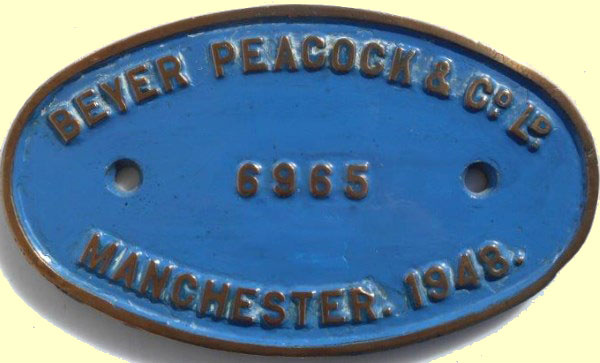 BEYER PEACOCK & Co. LD.
6965
MANCHESTER. 1948.